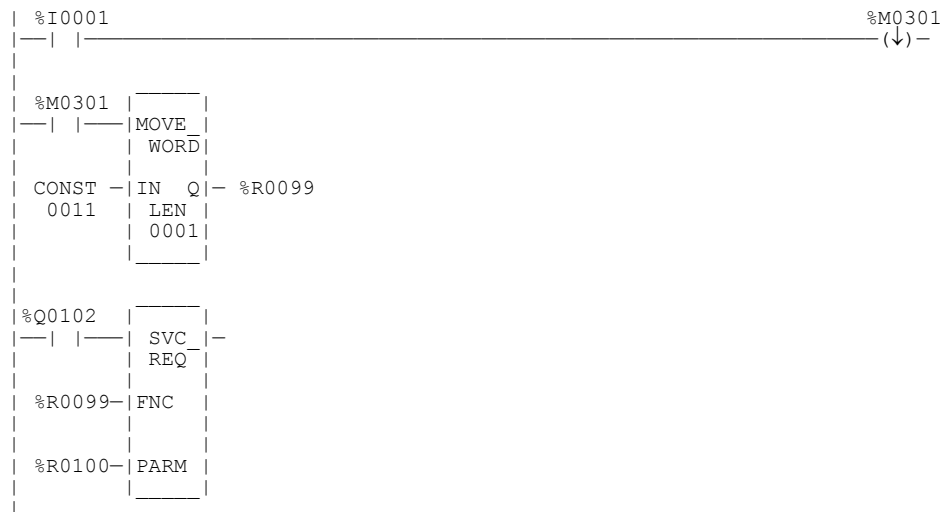 %I0001 %M0301
(↓)
%M0301
MOVE_
WORD
CONST IN Q %R0099
0011 LEN
0001
%Q0102
SVC_
REQ
%R0099 FNC
%R0100 PARM